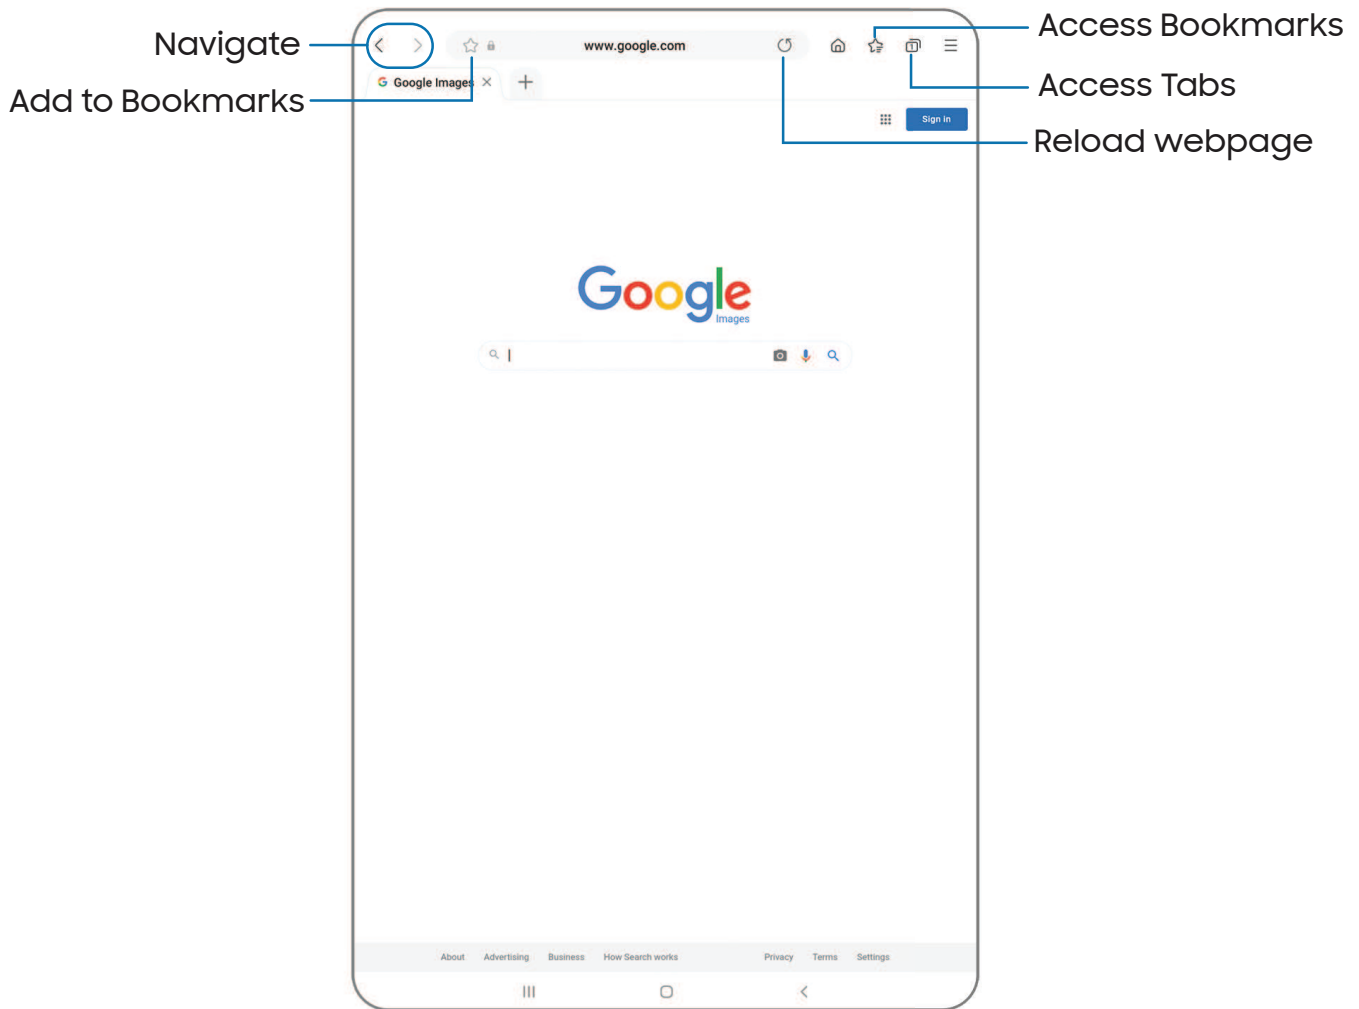 Navigate
Add to Bookmarks
Access Bookmarks
Access Tabs
Reload webpage
www.google.com
1
G Google Images
Sign in
Google
Images
About Advertising Business How Search works Privacy Terms Settings